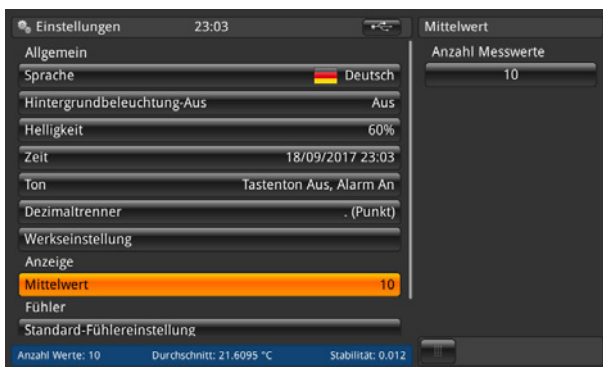 Einstellungen 23:03
Allgemein
Sprache Deutsch
Hintergrundbeleuchtung-Aus Aus
Helligkeit 60%
Zeit 18/09/2017 23:03
Ton Tastenton Aus, Alarm An
Dezimaltrenner . (Punkt)
Werkseinstellung
Anzeige
Mittelwert 10
Fühler
Standard-Fühlereinstellung
Anzahl Werte: 10 Durchschnitt: 21.6095 °C Stabilität: 0.012
Mittelwert
Anzahl Messwerte
10